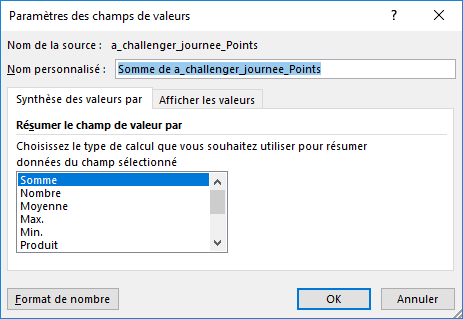 Paramètres des champs de valeurs
Nom de la source : a_challenger_journee_Points
Nom personnalisé : Somme de a_challenger_journee_Points
Synthèse des valeurs par Afficher les valeurs
Résumer le champ de valeur par
Choisissez le type de calcul que vous souhaitez utiliser pour résumer
données du champ sélectionné
Somme
Nombre
Moyenne
Max.
Min.
Produit
Format de nombre OK Annuler